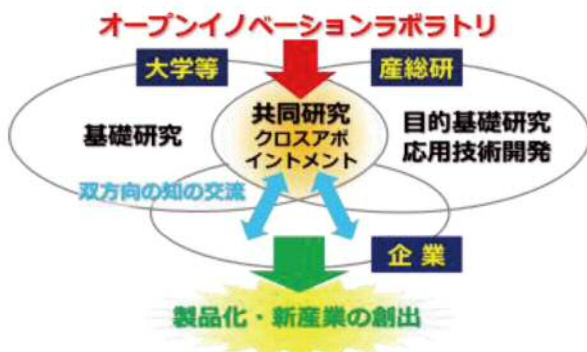 オープンイノベーションラボラトリ
大学等
産総研
基礎研究
共同研究
クロスアポ
イントメント
目的基礎研究
応用技術開発
双方向の知の交流
企業
製品化・新産業の創出